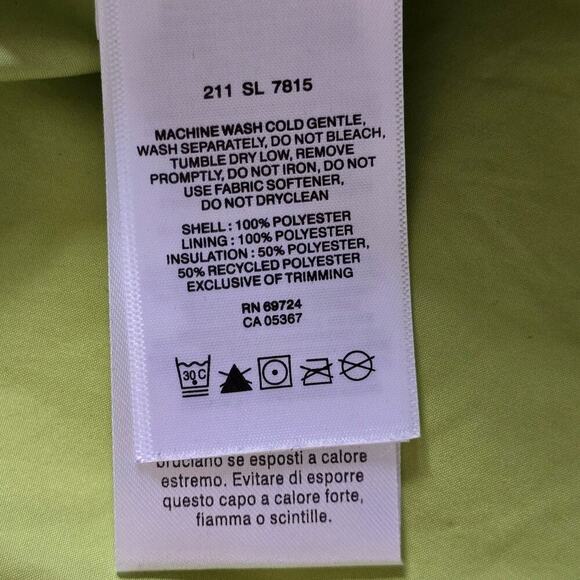 211 SL 7815
MACHINE WASH COLD GENTLE,
WASH SEPARATELY, DO NOT BLEACH,
TUMBLE DRY LOW, REMOVE
PROMPTLY, DO NOT IRON, DO NOT
USE FABRIC SOFTENER,
DO NOT DRYCLEAN
SHELL : 100% POLYESTER
LINING : 100% POLYESTER
INSULATION : 50% POLYESTER,
50% RECYCLED POLYESTER
EXCLUSIVE OF TRIMMING
RN 69724
CA 05367
30 C
bruciano se esposti a calore
estremo. Evitare di esporre
questo capo a calore forte,
fiamma o scintille.